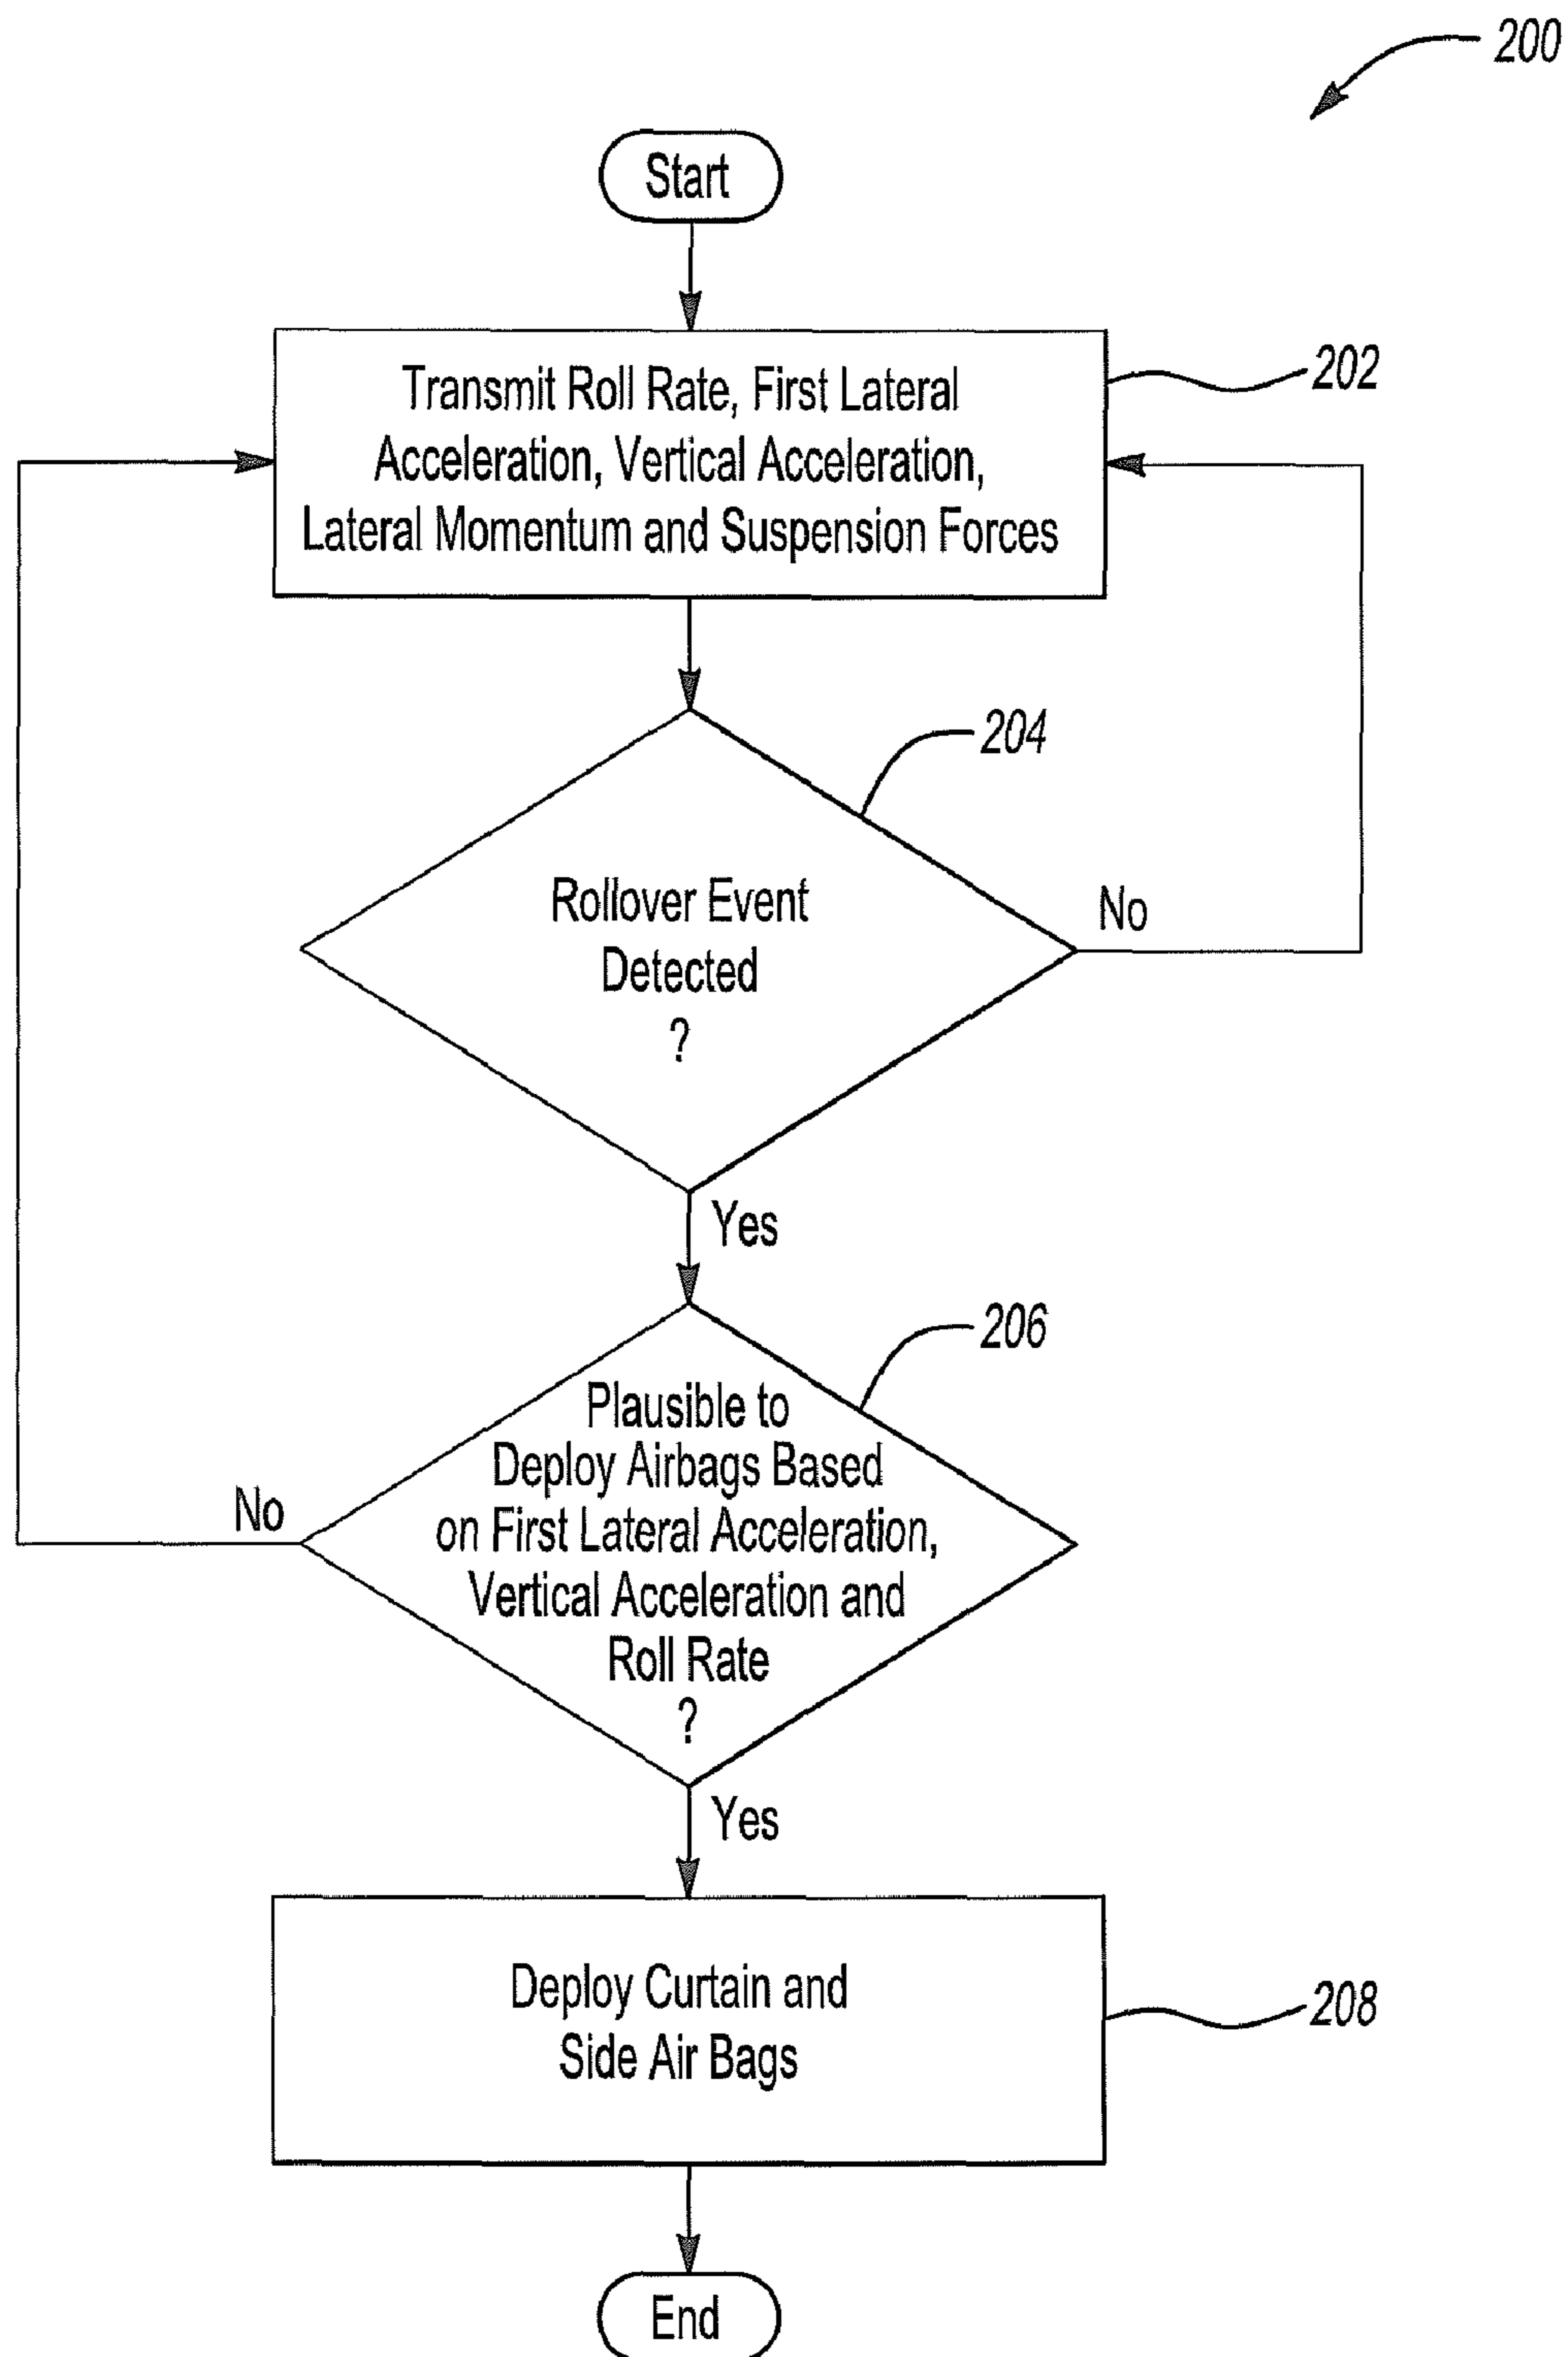 200
Start
Transmit Roll Rate, First Lateral
Acceleration, Vertical Acceleration,
Lateral Momentum and Suspension Forces
202
204
Rollover Event
Detected
?
No
Yes
206
Plausible to
Deploy Airbags Based
on First Lateral Acceleration,
Vertical Acceleration and
Roll Rate
?
No
Yes
Deploy Curtain and
Side Air Bags
208
End